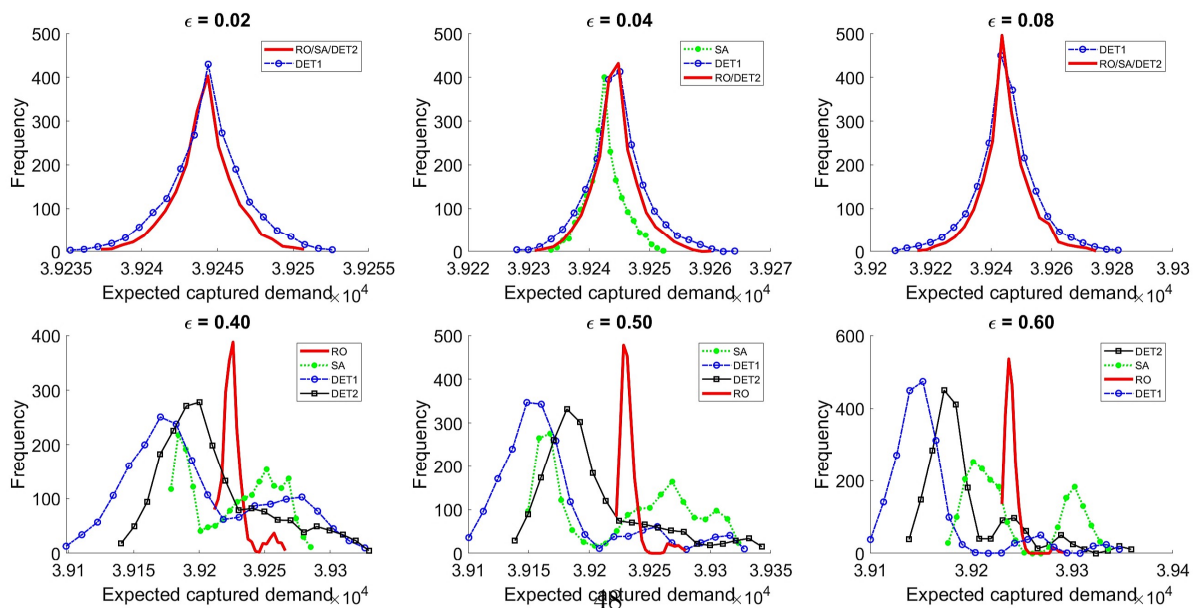 ϵ = 0.02
500
400
300
200
100
0
Frequency
RO/SA/DET2
DET1
3.9235 3.924 3.9245 3.925 3.9255
Expected captured demand ×10^4
ϵ = 0.04
500
400
300
200
100
0
Frequency
SA
DET1
RO/DET2
3.922 3.923 3.924 3.925 3.926 3.927
Expected captured demand ×10^4
ϵ = 0.08
500
400
300
200
100
0
Frequency
DET1
RO/SA/DET2
3.92 3.922 3.924 3.926 3.928 3.93
Expected captured demand ×10^4
ϵ = 0.40
400
300
200
100
0
Frequency
RO
SA
DET1
DET2
3.91 3.915 3.92 3.925 3.93
Expected captured demand ×10^4
ϵ = 0.50
500
400
300
200
100
0
Frequency
SA
DET1
DET2
RO
3.91 3.915 3.92 3.925 3.93 3.935
Expected captured demand ×10^4
ϵ = 0.60
600
400
200
0
Frequency
DET2
SA
RO
DET1
3.91 3.92 3.93 3.94
Expected captured demand ×10^4
48